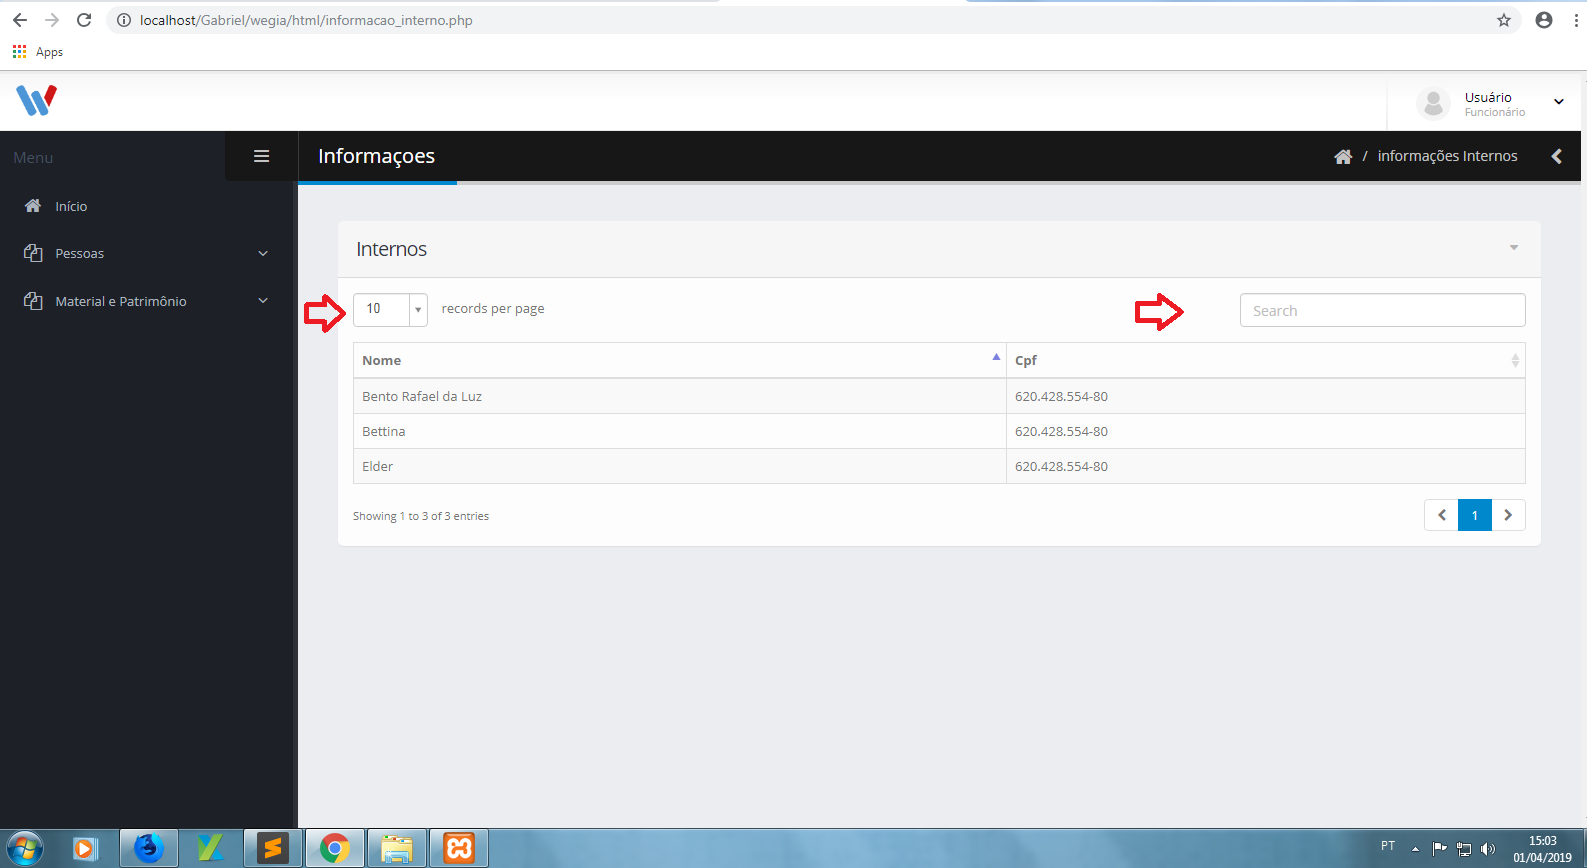 localhost/Gabriel/wegia/html/informacao_interno.php
Apps
Usuário
Funcionário
Menu
Informaçoes
/ informações Internos
Início
Pessoas
Material e Patrimônio
Internos
10 records per page
Search
Nome Cpf
Bento Rafael da Luz 620.428.554-80
Bettina 620.428.554-80
Elder 620.428.554-80
Showing 1 to 3 of 3 entries
1
PT
15:03
01/04/2019